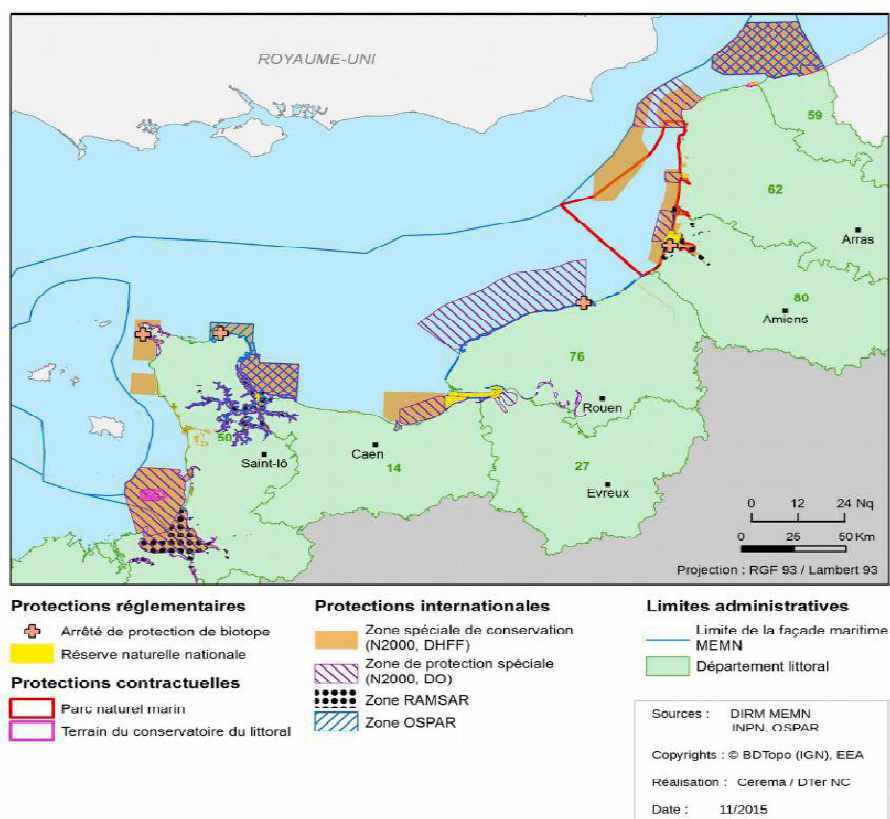 ROYAUME-UNI
59
62
Arras
80
Amiens
76
Rouen
50
Saint-lô
Caen
14
27
Evreux
0 12 24 Nq
0 25 50 Km
Projection : RGF 93 / Lambert 93
Protections réglementaires
Arrêté de protection de biotope
Réserve naturelle nationale
Protections contractuelles
Parc naturel marin
Terrain du conservatoire du littoral
Protections internationales
Zone spéciale de conservation
(N2000, DHFF)
Zone de protection spéciale
(N2000, DO)
Zone RAMSAR
Zone OSPAR
Limites administratives
Limite de la façade maritime
MEMN
Département littoral
Sources : DIRM MEMN
INPN, OSPAR
Copyrights : © BDTopo (IGN), EEA
Réalisation : Cerema / DTer NC
Date : 11/2015